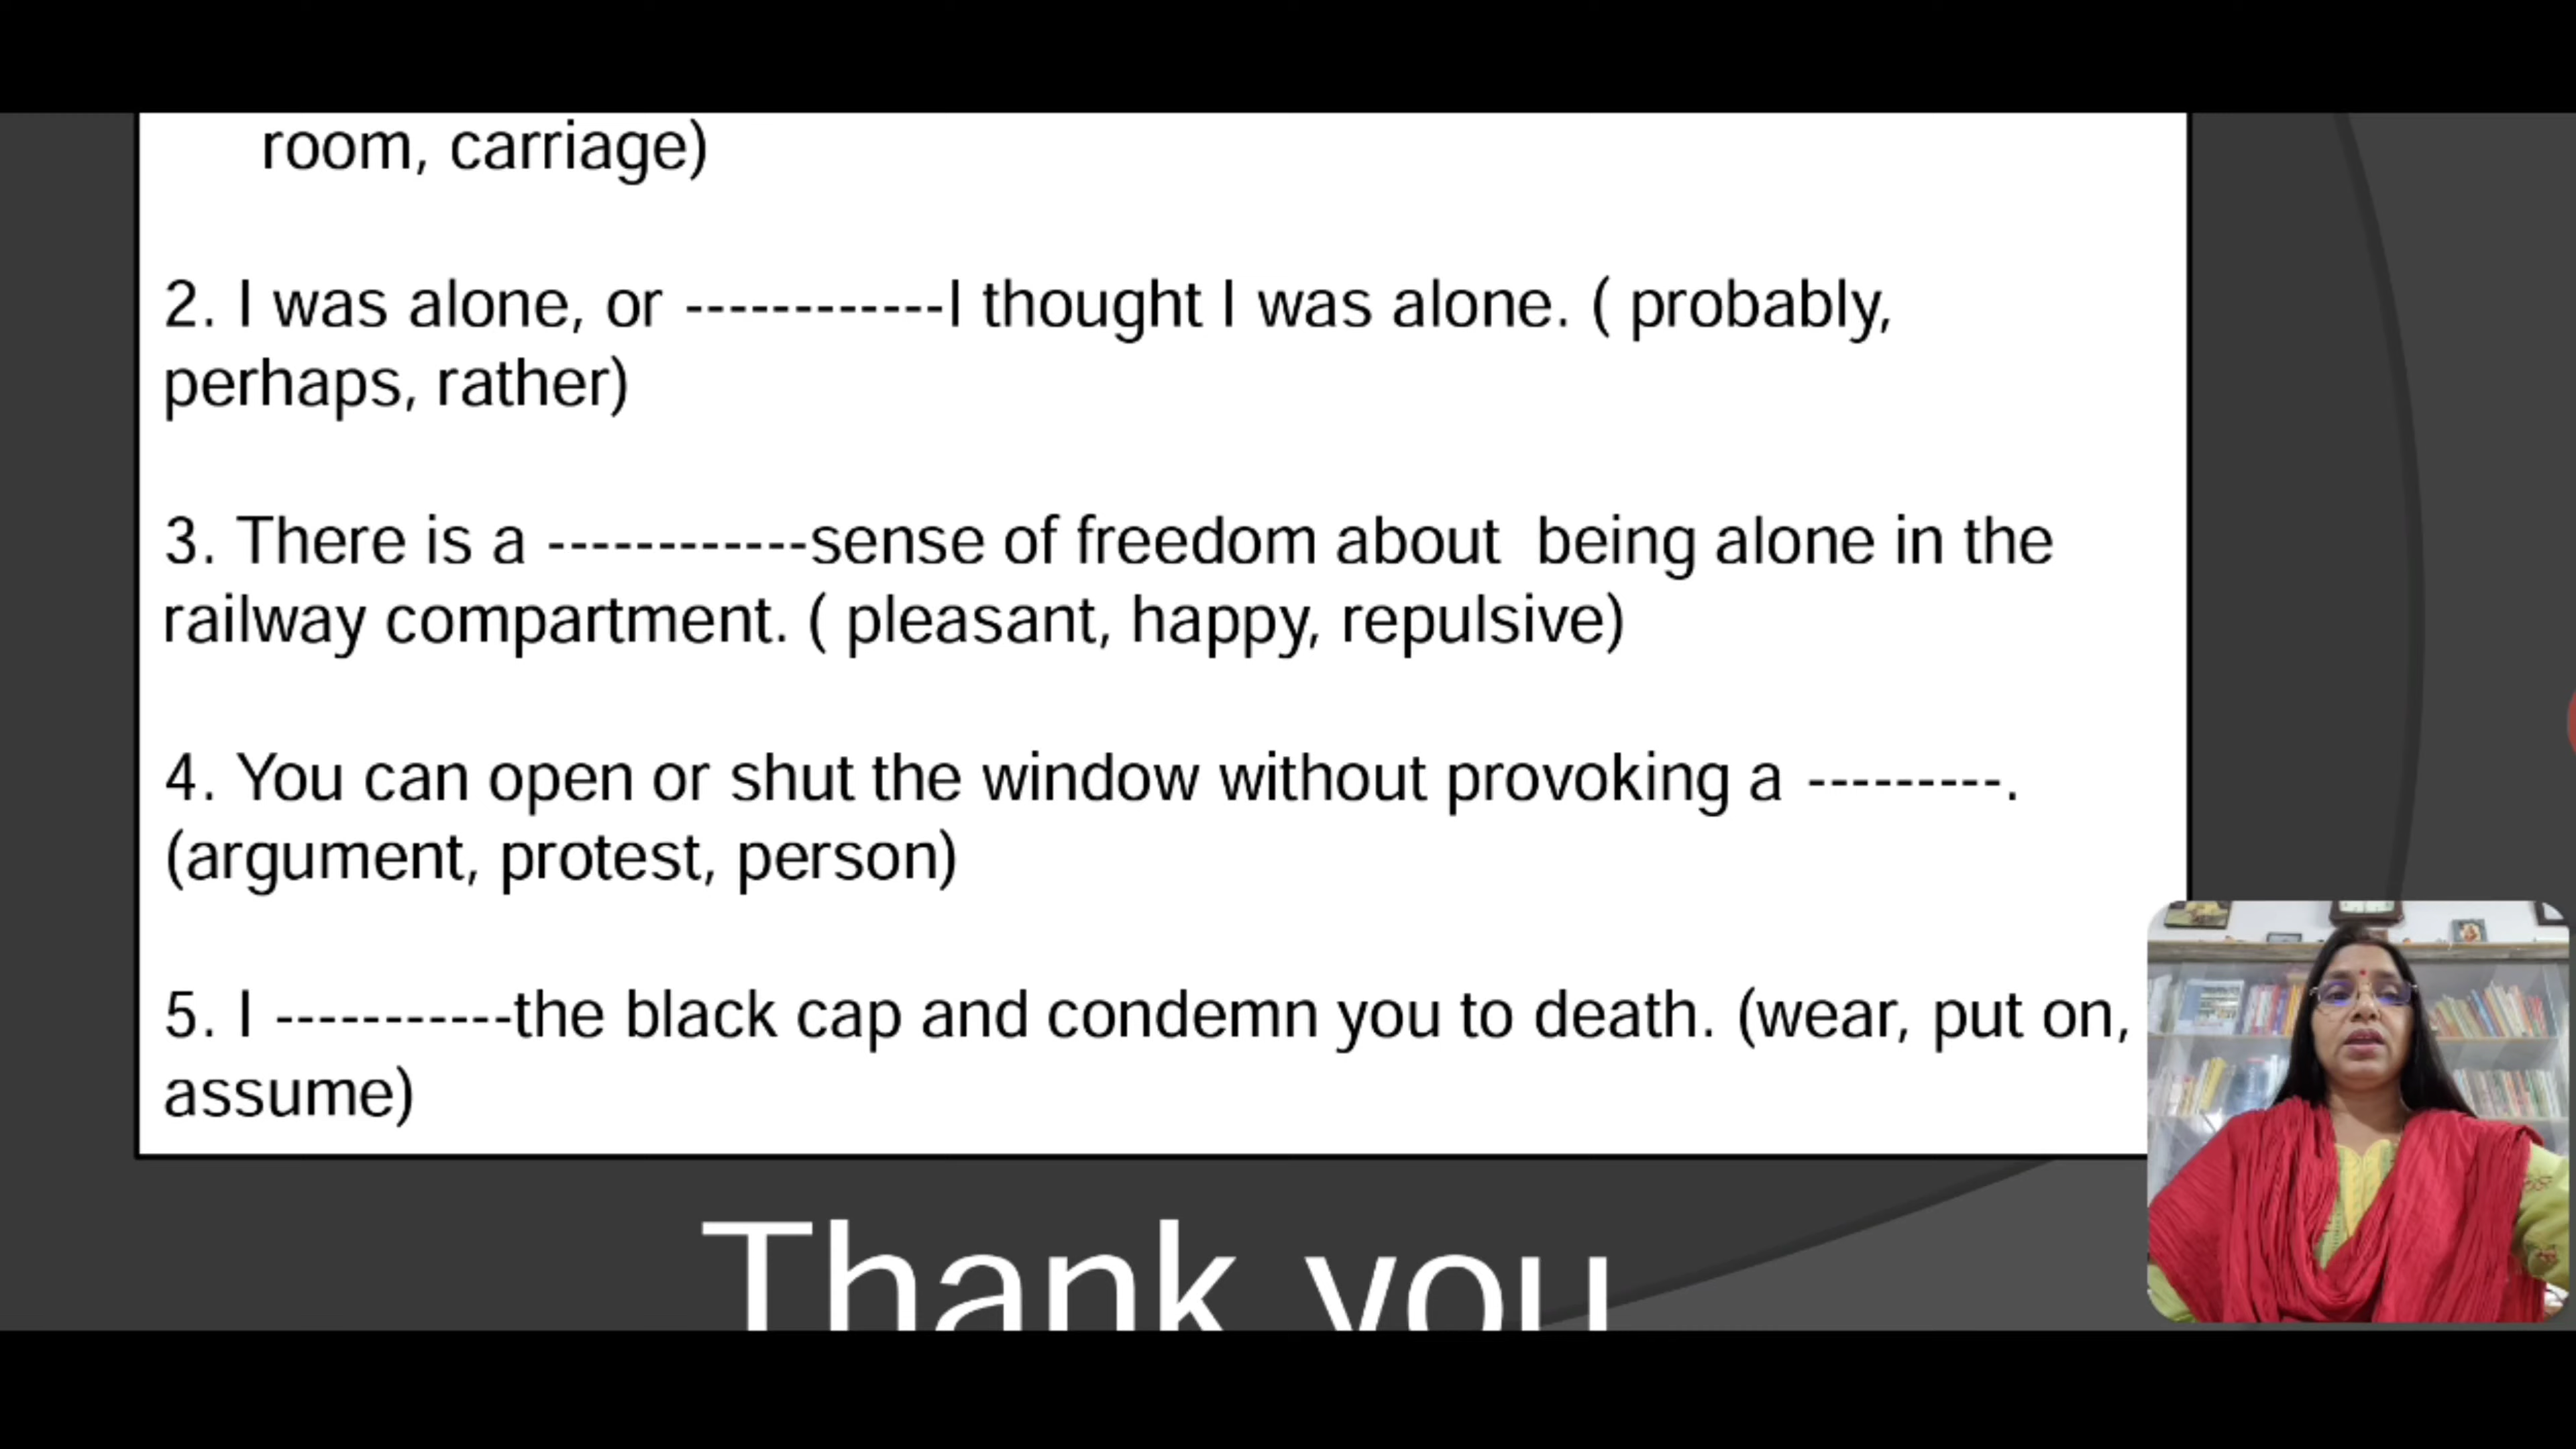 room, carriage)
2. I was alone, or ------------I thought I was alone. ( probably,
perhaps, rather)
3. There is a ------------sense of freedom about  being alone in the
railway compartment. ( pleasant, happy, repulsive)
4. You can open or shut the window without provoking a ---------.
(argument, protest, person)
5. I -----------the black cap and condemn you to death. (wear, put on,
assume)
Thank you